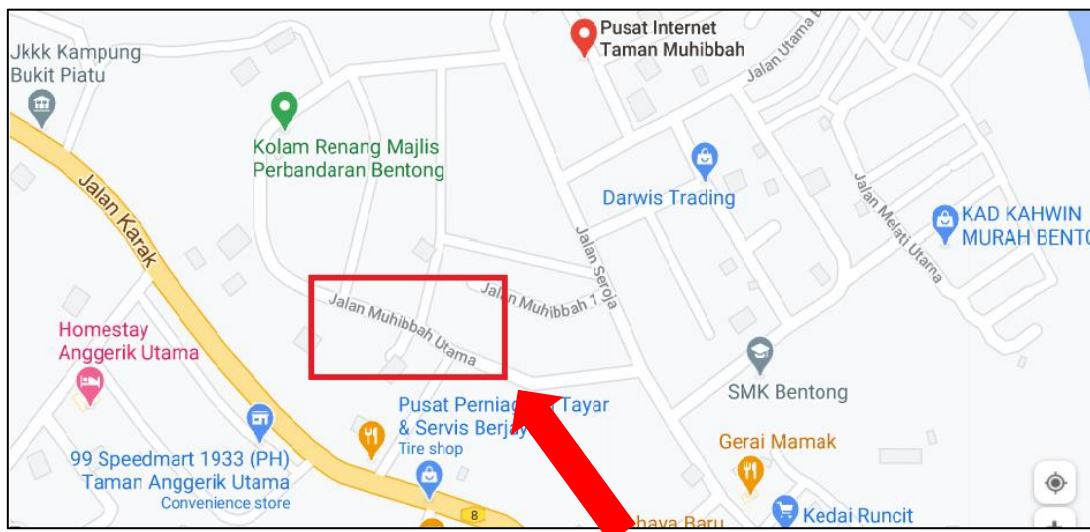 Pusat Internet
Taman Muhibbah
Jkkk Kampung
Bukit Piatu
Jalan Utama
Kolam Renang Majlis
Perbandaran Bentong
Darwis Trading
Jalan Karak
Jalan Melati Utama
KAD KAHWIN
MURAH BENTO
Jalan Seroja
Jalan Muhibbah 1
Jalan Muhibbah Utama
Homestay
Anggerik Utama
SMK Bentong
Pusat Perniag Tayar
& Servis Berjay
Tire shop
Gerai Mamak
99 Speedmart 1933 (PH)
Taman Anggerik Utama
Convenience store
8
haya Baru
Kedai Runcit